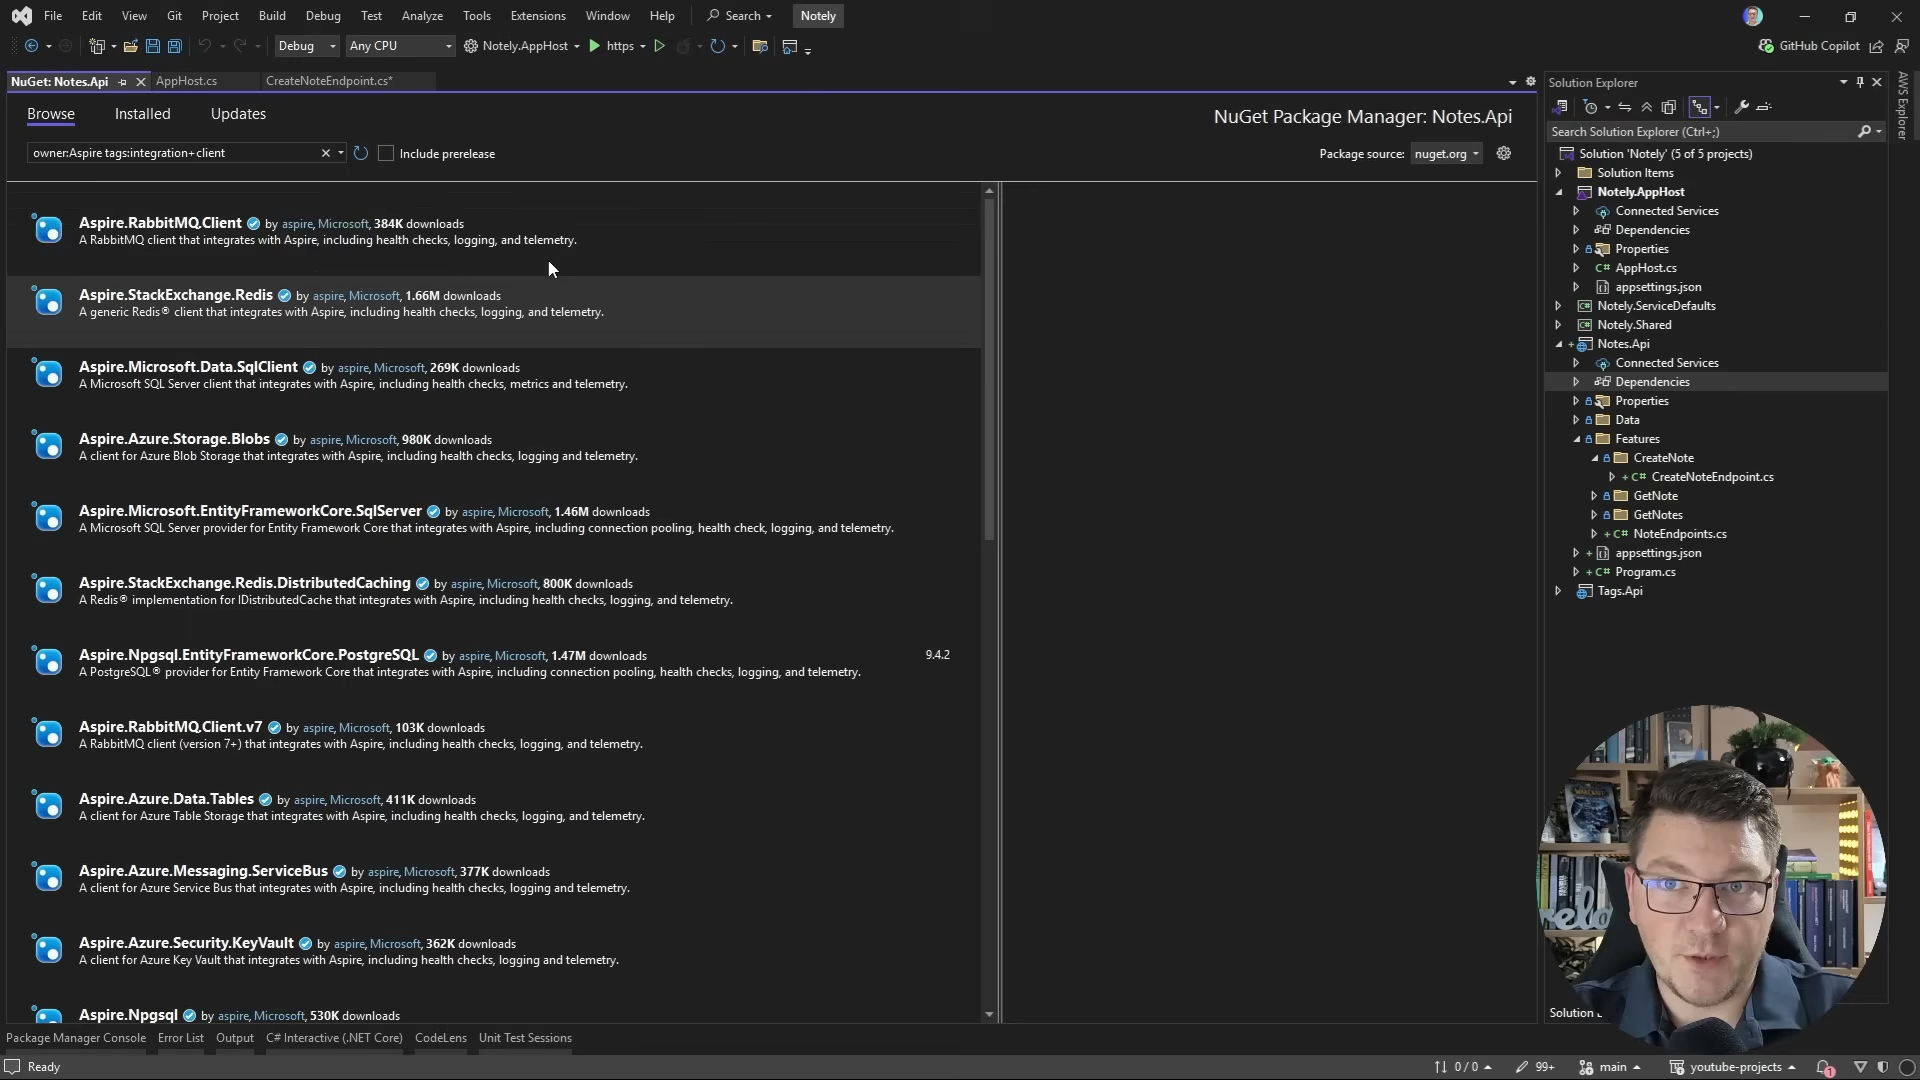 File Edit View Git Project Build Debug Test Analyze Tools Extensions Window Help Search Notely
Debug Any CPU Notely.AppHost https GitHub Copilot
NuGet: Notes.Api AppHost.cs CreateNoteEndpoint.cs*
Browse Installed Updates
NuGet Package Manager: Notes.Api
owner:Aspire tags:integration+client
Include prerelease
Package source: nuget.org
Aspire.RabbitMQ.Client by aspire, Microsoft, 384K downloads
A RabbitMQ client that integrates with Aspire, including health checks, logging, and telemetry.
Aspire.StackExchange.Redis by aspire, Microsoft, 1.66M downloads
A generic Redis® client that integrates with Aspire, including health checks, logging, and telemetry.
Aspire.Microsoft.Data.SqlClient by aspire, Microsoft, 269K downloads
A Microsoft SQL Server client that integrates with Aspire, including health checks, metrics and telemetry.
Aspire.Azure.Storage.Blobs by aspire, Microsoft, 980K downloads
A client for Azure Blob Storage that integrates with Aspire, including health checks, logging and telemetry.
Aspire.Microsoft.EntityFrameworkCore.SqlServer by aspire, Microsoft, 1.46M downloads
A Microsoft SQL Server provider for Entity Framework Core that integrates with Aspire, including connection pooling, health check, logging, and telemetry.
Aspire.StackExchange.Redis.DistributedCaching by aspire, Microsoft, 800K downloads
A Redis® implementation for IDistributedCache that integrates with Aspire, including health checks, logging, and telemetry.
Aspire.Npgsql.EntityFrameworkCore.PostgreSQL by aspire, Microsoft, 1.47M downloads 9.4.2
A PostgreSQL® provider for Entity Framework Core that integrates with Aspire, including connection pooling, health checks, logging, and telemetry.
Aspire.RabbitMQ.Client.v7 by aspire, Microsoft, 103K downloads
A RabbitMQ client (version 7+) that integrates with Aspire, including health checks, logging, and telemetry.
Aspire.Azure.Data.Tables by aspire, Microsoft, 411K downloads
A client for Azure Table Storage that integrates with Aspire, including health checks, logging, and telemetry.
Aspire.Azure.Messaging.ServiceBus by aspire, Microsoft, 377K downloads
A client for Azure Service Bus that integrates with Aspire, including health checks, logging and telemetry.
Aspire.Azure.Security.KeyVault by aspire, Microsoft, 362K downloads
A client for Azure Key Vault that integrates with Aspire, including health checks, logging and telemetry.
Aspire.Npgsql by aspire, Microsoft, 530K downloads
Solution Explorer
Search Solution Explorer (Ctrl+;)
Solution 'Notely' (5 of 5 projects)
Solution Items
Notely.AppHost
Connected Services
Dependencies
Properties
C# AppHost.cs
appsettings.json
Notely.ServiceDefaults
Notely.Shared
Notes.Api
Connected Services
Dependencies
Properties
Data
Features
CreateNote
C# CreateNoteEndpoint.cs
GetNote
GetNotes
C# NoteEndpoints.cs
appsettings.json
C# Program.cs
Tags.Api
AWS Explorer
Solution
Package Manager Console Error List Output C# Interactive (.NET Core) CodeLens Unit Test Sessions
Ready 0 / 0 99+ main youtube-projects 1